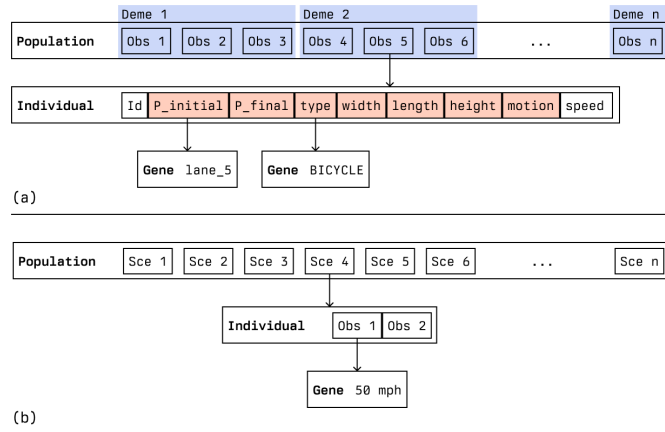 Deme 1 Deme 2 Deme n
Population Obs 1 Obs 2 Obs 3 Obs 4 Obs 5 Obs 6 ... Obs n
Individual Id P_initial P_final type width length height motion speed
Gene lane_5 Gene BICYCLE
(a)
Population Sce 1 Sce 2 Sce 3 Sce 4 Sce 5 Sce 6 ... Sce n
Individual Obs 1 Obs 2
Gene 50 mph
(b)